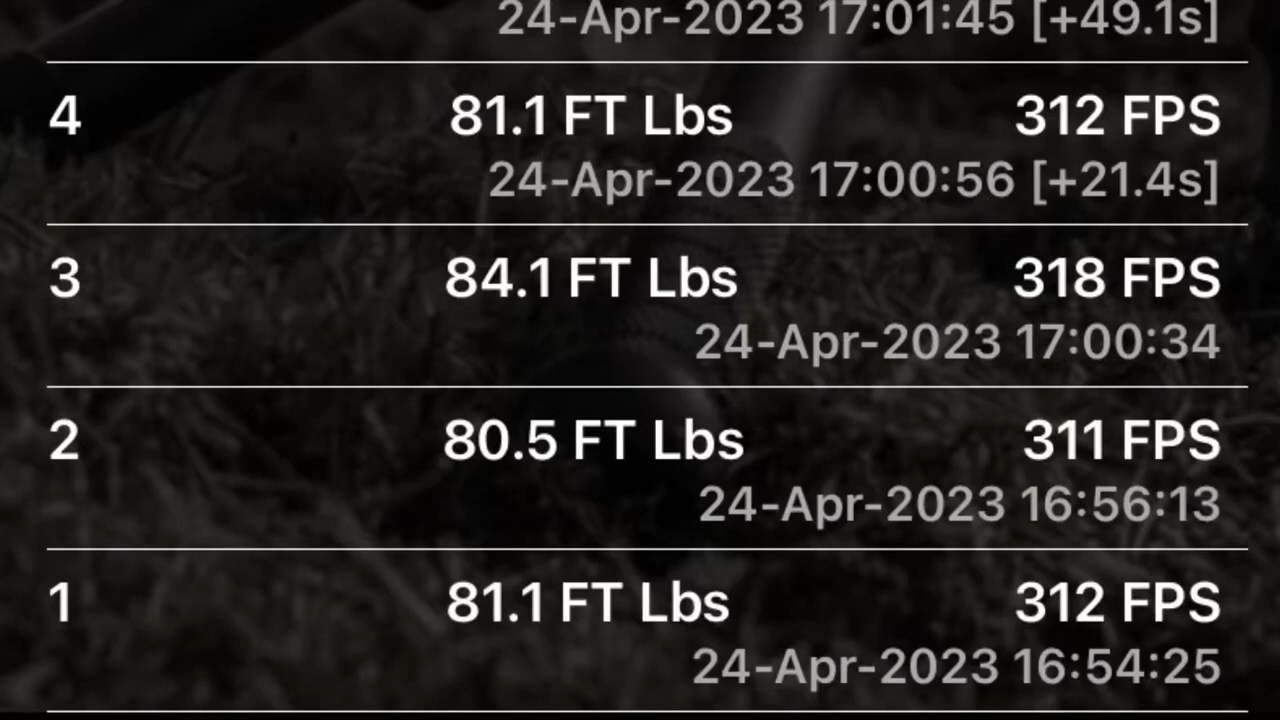 24-Apr-2023 17:01:45 [+49.1s]
4 81.1 FT Lbs 312 FPS
24-Apr-2023 17:00:56 [+21.4s]
3 84.1 FT Lbs 318 FPS
24-Apr-2023 17:00:34
2 80.5 FT Lbs 311 FPS
24-Apr-2023 16:56:13
1 81.1 FT Lbs 312 FPS
24-Apr-2023 16:54:25